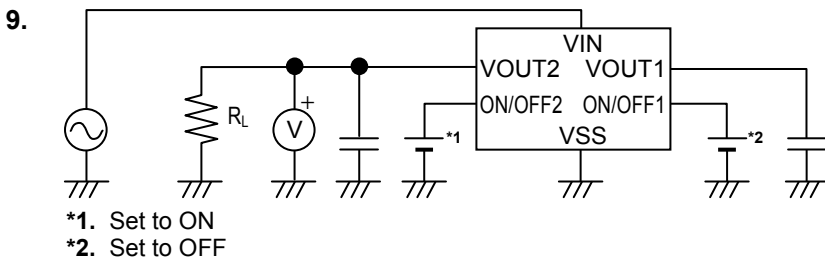 9.
VIN
VOUT2 VOUT1
ON/OFF2 ON/OFF1
VSS
RL
+
V
*1
*2
*1. Set to ON
*2. Set to OFF